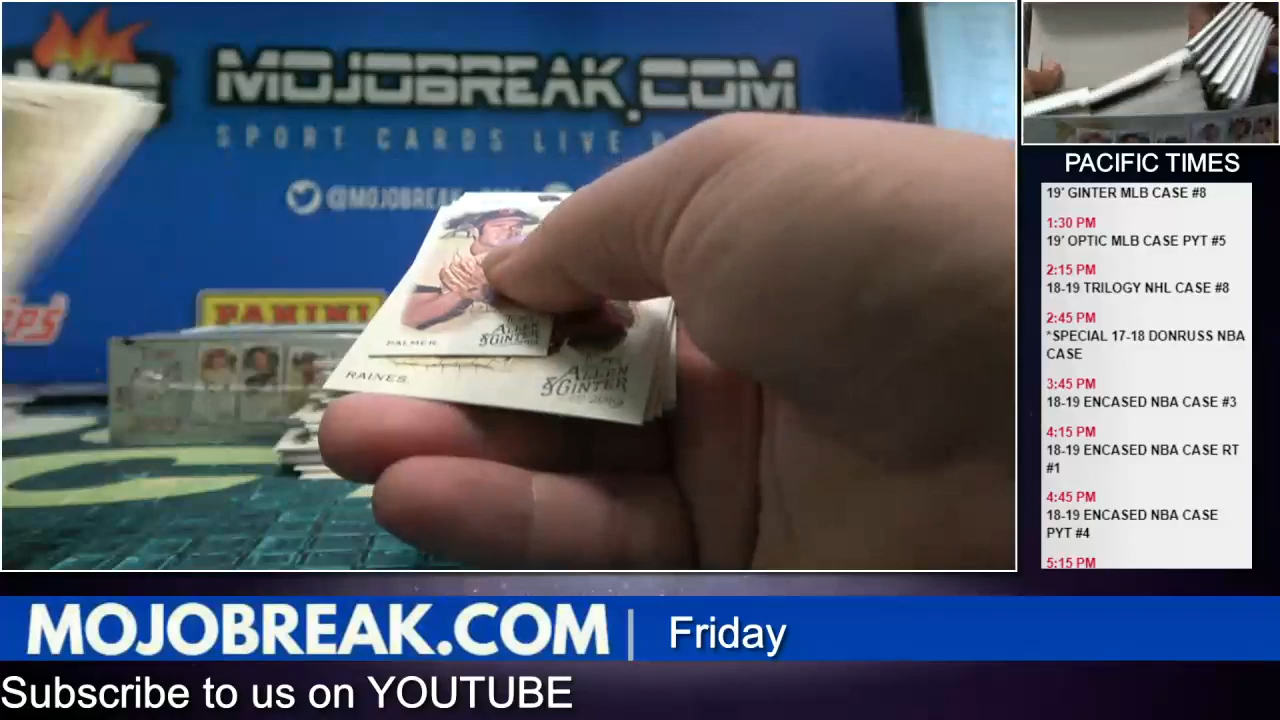 MOJOBREAK.COM
SPORT CARDS LIVE
@MOJOBREAK
PANINI
PALMER
ALLEN
& GINTER
RAINES
TOPPS
ALLEN
& GINTER
PACIFIC TIMES
19' GINTER MLB CASE #8
1:30 PM
19' OPTIC MLB CASE PYT #5
2:15 PM
18-19 TRILOGY NHL CASE #8
2:45 PM
*SPECIAL 17-18 DONRUSS NBA
CASE
3:45 PM
18-19 ENCASED NBA CASE #3
4:15 PM
18-19 ENCASED NBA CASE RT
#1
4:45 PM
18-19 ENCASED NBA CASE
PYT #4
5:15 PM
MOJOBREAK.COM | Friday
Subscribe to us on YOUTUBE